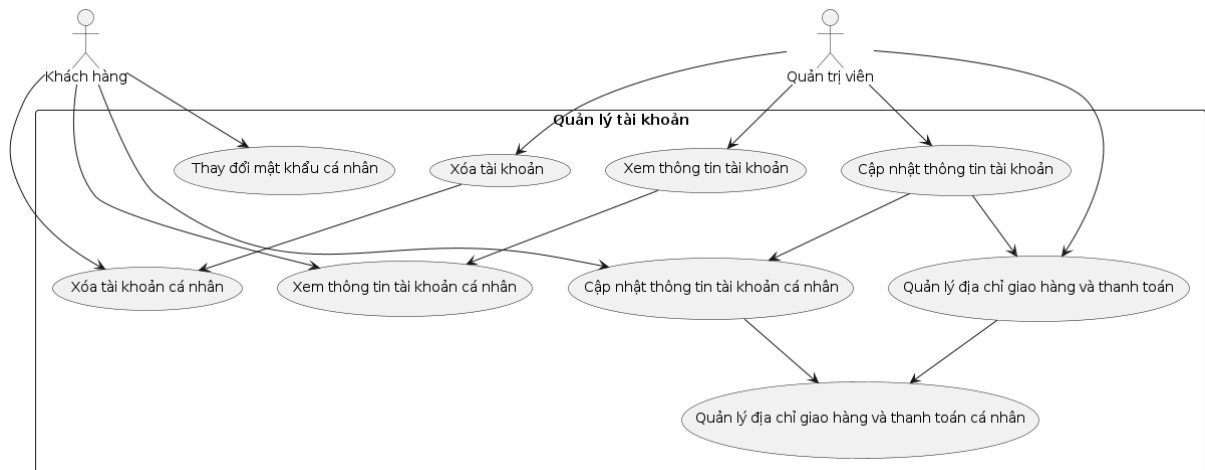 Khách hàng
Quản trị viên
Quản lý tài khoản
Thay đổi mật khẩu cá nhân
Xóa tài khoản
Xem thông tin tài khoản
Cập nhật thông tin tài khoản
Xóa tài khoản cá nhân
Xem thông tin tài khoản cá nhân
Cập nhật thông tin tài khoản cá nhân
Quản lý địa chỉ giao hàng và thanh toán
Quản lý địa chỉ giao hàng và thanh toán cá nhân